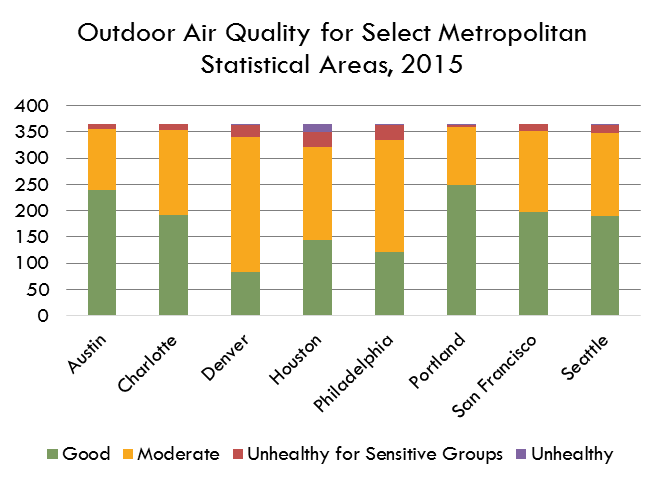 Outdoor Air Quality for Select Metropolitan
Statistical Areas, 2015
400
350
300
250
200
150
100
50
0
Austin
Charlotte
Denver
Houston
Philadelphia
Portland
San Francisco
Seattle
Good Moderate Unhealthy for Sensitive Groups Unhealthy